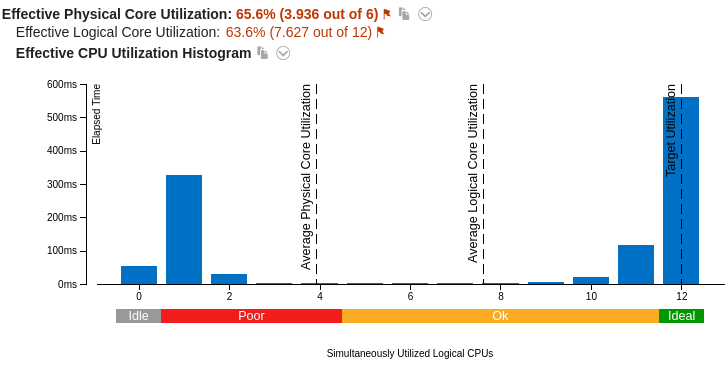 Effective Physical Core Utilization: 65.6% (3.936 out of 6)
Effective Logical Core Utilization: 63.6% (7.627 out of 12)
Effective CPU Utilization Histogram
600ms
500ms
400ms
300ms
200ms
100ms
0ms
Elapsed Time
Average Physical Core Utilization
Average Logical Core Utilization
Target Utilization
0 2 4 6 8 10 12
Idle Poor Ok Ideal
Simultaneously Utilized Logical CPUs